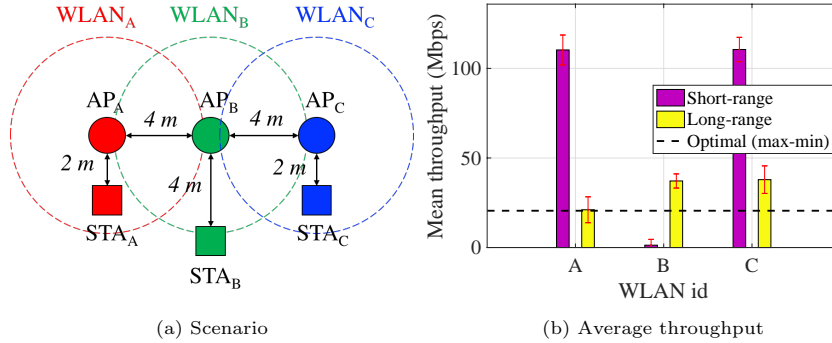 WLAN_A WLAN_B WLAN_C
AP_A AP_B AP_C
4 m 4 m
2 m 4 m 2 m
STA_A STA_B STA_C
(a) Scenario
Mean throughput (Mbps)
100
50
0
Short-range
Long-range
Optimal (max-min)
A B C
WLAN id
(b) Average throughput